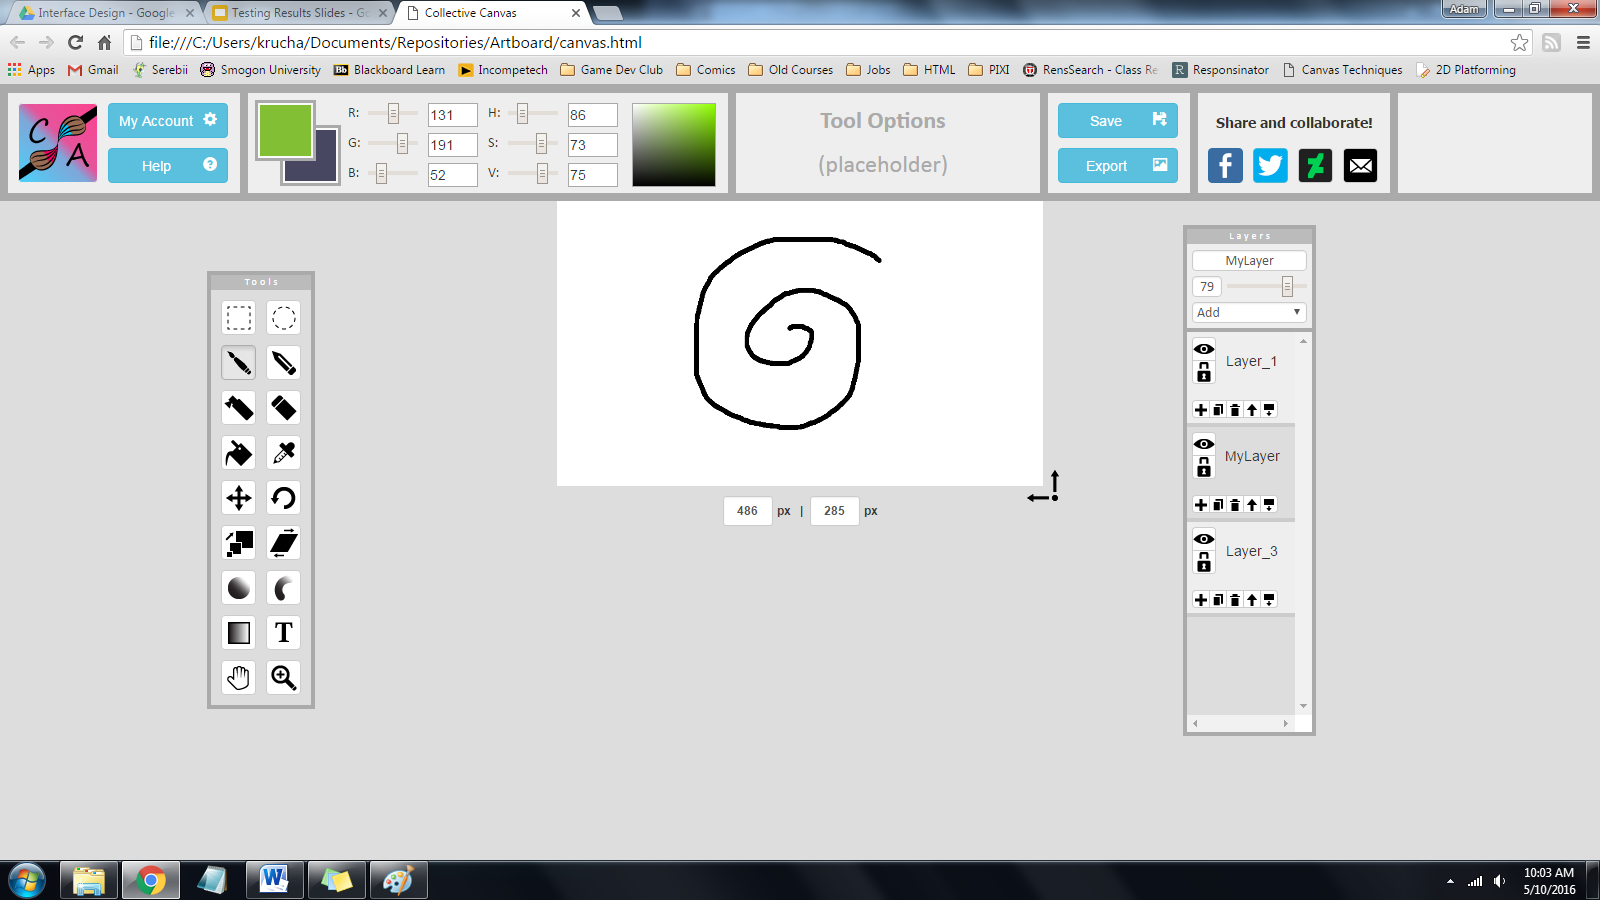 Interface Design - Google
Testing Results Slides - Go
Collective Canvas
Adam
file:///C:/Users/krucha/Documents/Repositories/Artboard/canvas.html
Apps
Gmail
Serebii
Smogon University
Bb
Blackboard Learn
Incompetech
Game Dev Club
Comics
Old Courses
Jobs
HTML
PIXI
RensSearch - Class Re
R
Responsinator
Canvas Techniques
2D Platforming
C
A
My Account
Help
R: 131
G: 191
B: 52
H: 86
S: 73
V: 75
Tool Options
(placeholder)
Save
Export
Share and collaborate!
Tools
T
486 px | 285 px
Layers
MyLayer
79
Add
Layer_1
MyLayer
Layer_3
W
10:03 AM
5/10/2016